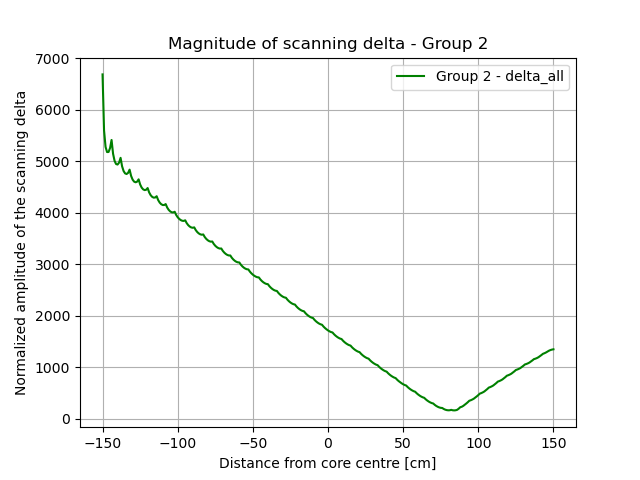 Magnitude of scanning delta - Group 2
Group 2 - delta_all
Normalized amplitude of the scanning delta
7000
6000
5000
4000
3000
2000
1000
0
−150 −100 −50 0 50 100 150
Distance from core centre [cm]